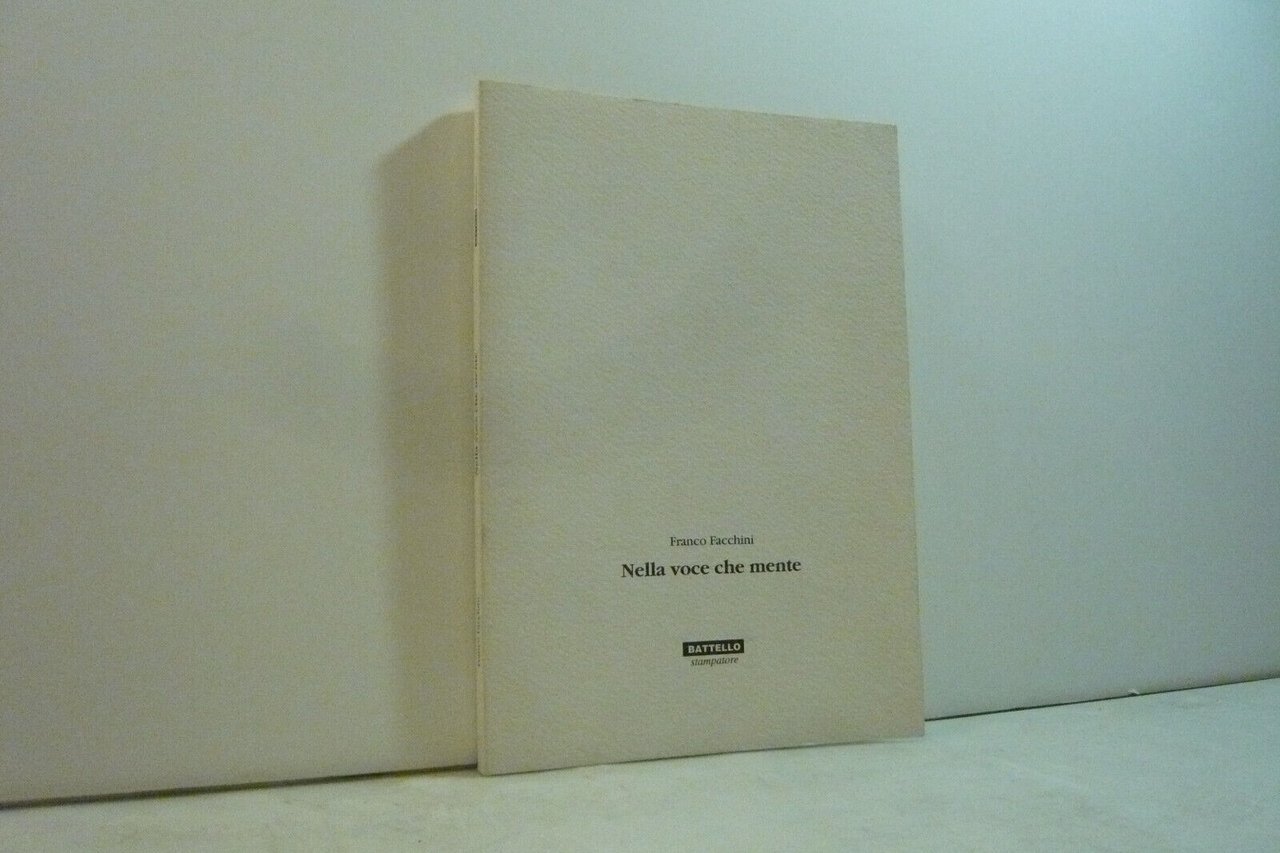 Franco Facchini
Nella voce che mente
BATTELLO
stampatore